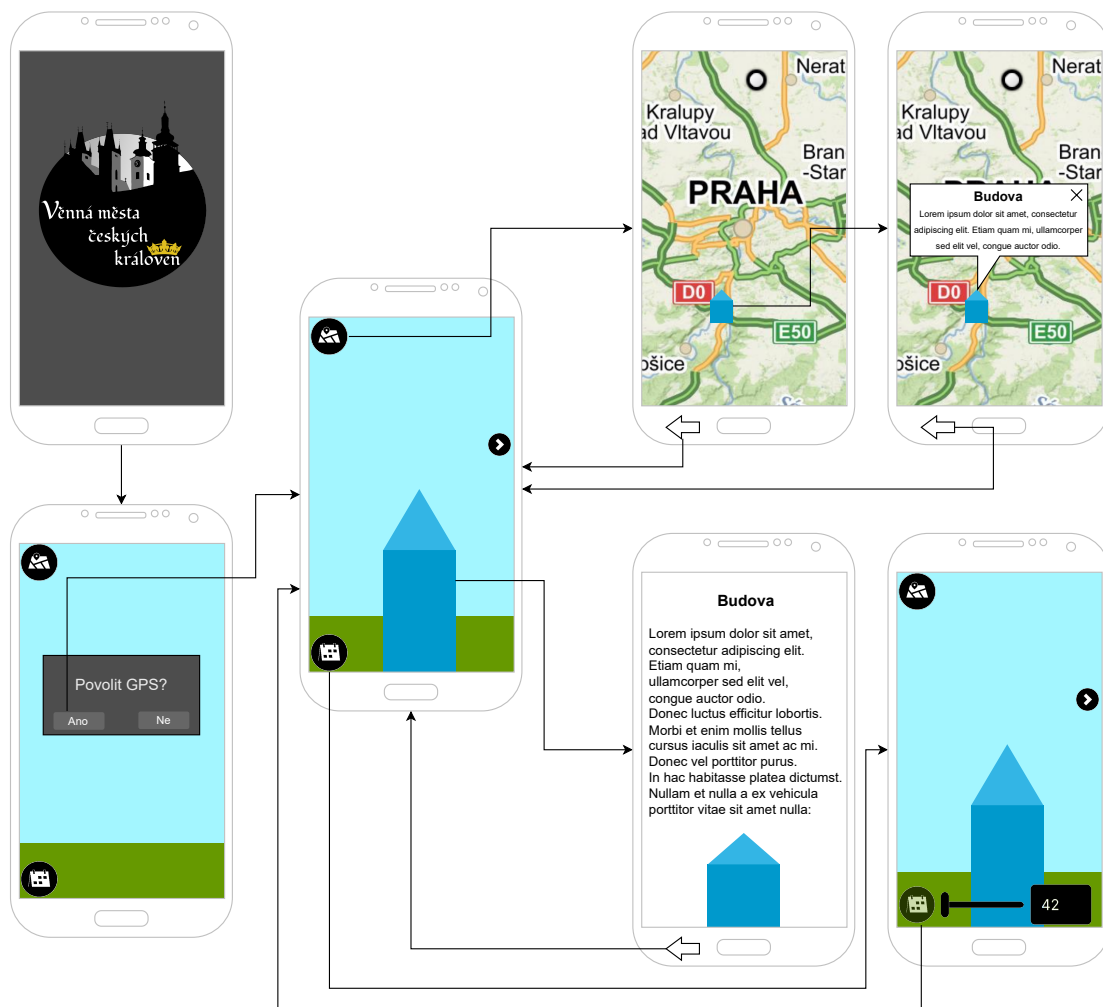 Věnná města
českých
královen
Nerat
Kralupy
ad Vltavou
Bran
-Star
PRAHA
D0
E50
ošice
Nerat
Kralupy
ad Vltavou
Bran
-Star
Budova
Lorem ipsum dolor sit amet, consectetur
adipiscing elit. Etiam quam mi, ullamcorper
sed elit vel, congue auctor odio.
D0
E50
ošice
Povolit GPS?
Ano
Ne
Budova
Lorem ipsum dolor sit amet,
consectetur adipiscing elit.
Etiam quam mi,
ullamcorper sed elit vel,
congue auctor odio.
Donec luctus efficitur lobortis.
Morbi et enim mollis tellus
cursus iaculis sit amet ac mi.
Donec vel porttitor purus.
In hac habitasse platea dictumst.
Nullam et nulla a ex vehicula
porttitor vitae sit amet nulla:
42